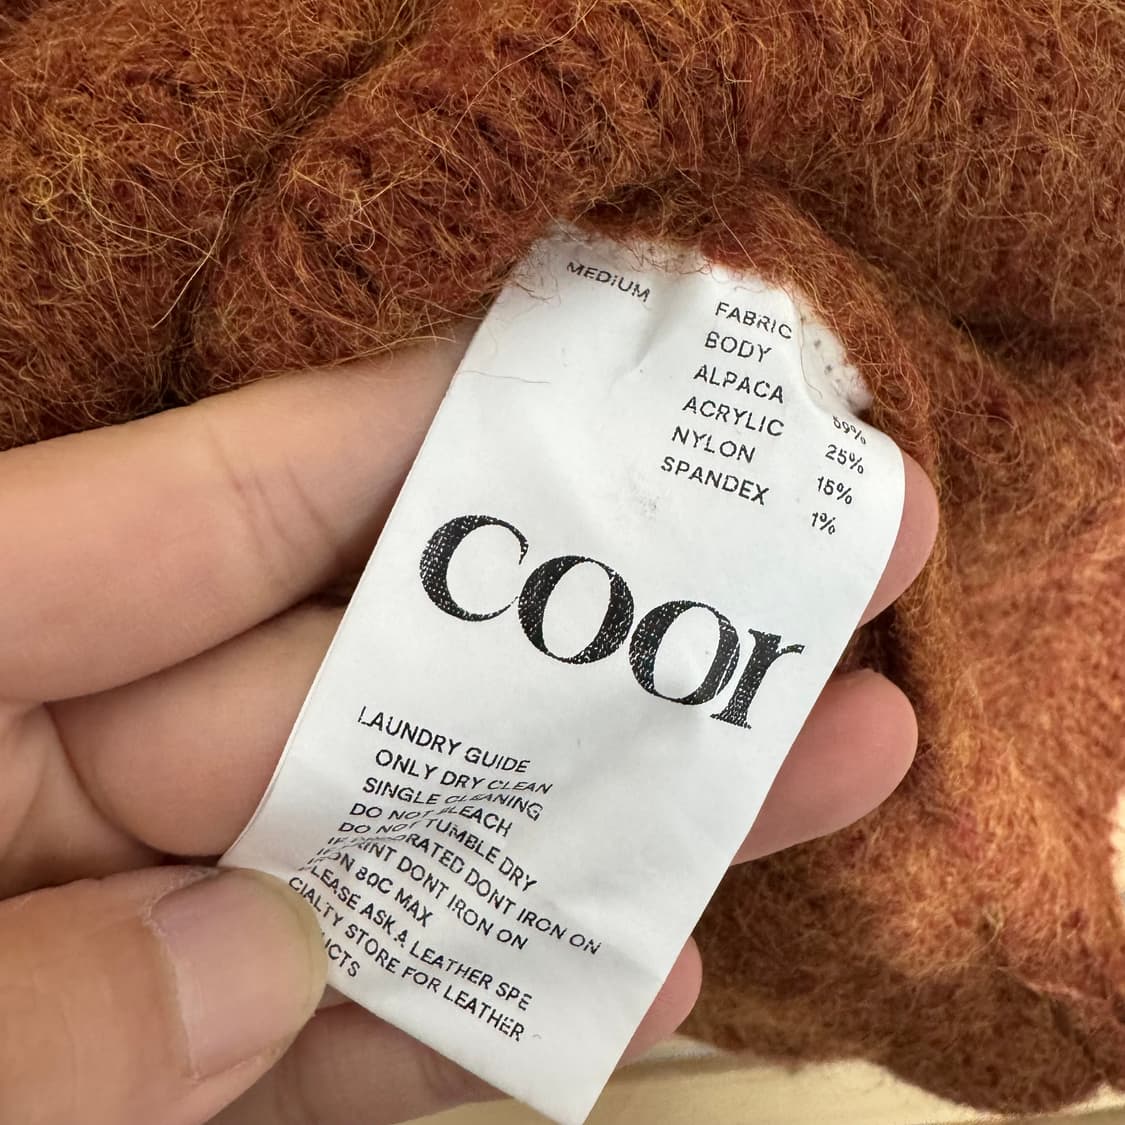 MEDIUM
FABRIC
BODY
ALPACA 59%
ACRYLIC 25%
NYLON 15%
SPANDEX 1%
coor
LAUNDRY GUIDE
ONLY DRY CLEAN
SINGLE CLEANING
DO NOT BLEACH
DO NOT TUMBLE DRY
DONT IRON ON
PRINT DONT IRON ON
IRON 80C MAX
PLEASE ASK A LEATHER SPE
CIALTY STORE FOR LEATHER